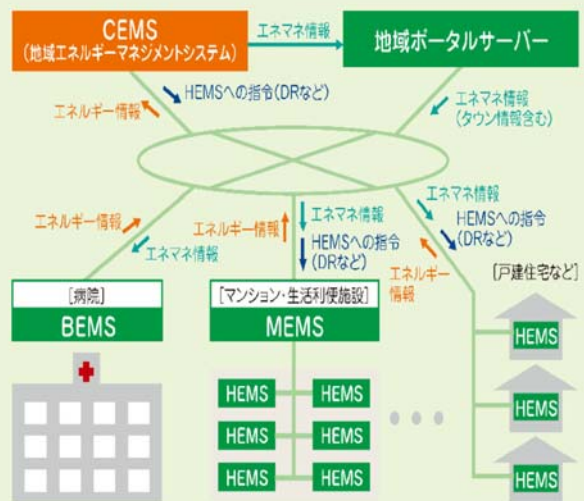 CEMS
(地域エネルギーマネジメントシステム)
エネマネ情報
地域ポータルサーバー
HEMSへの指令(DRなど)
エネルギー情報
エネマネ情報
(タウン情報含む)
エネルギー情報
エネマネ情報
エネルギー情報
エネマネ情報
HEMSへの指令
(DRなど)
エネマネ情報
HEMSへの指令
(DRなど)
エネルギー
情報
[病院]
BEMS
[マンション・生活利便施設]
MEMS
[戸建住宅など]
HEMS
HEMS
HEMS
HEMS
HEMS
HEMS
HEMS
HEMS
HEMS